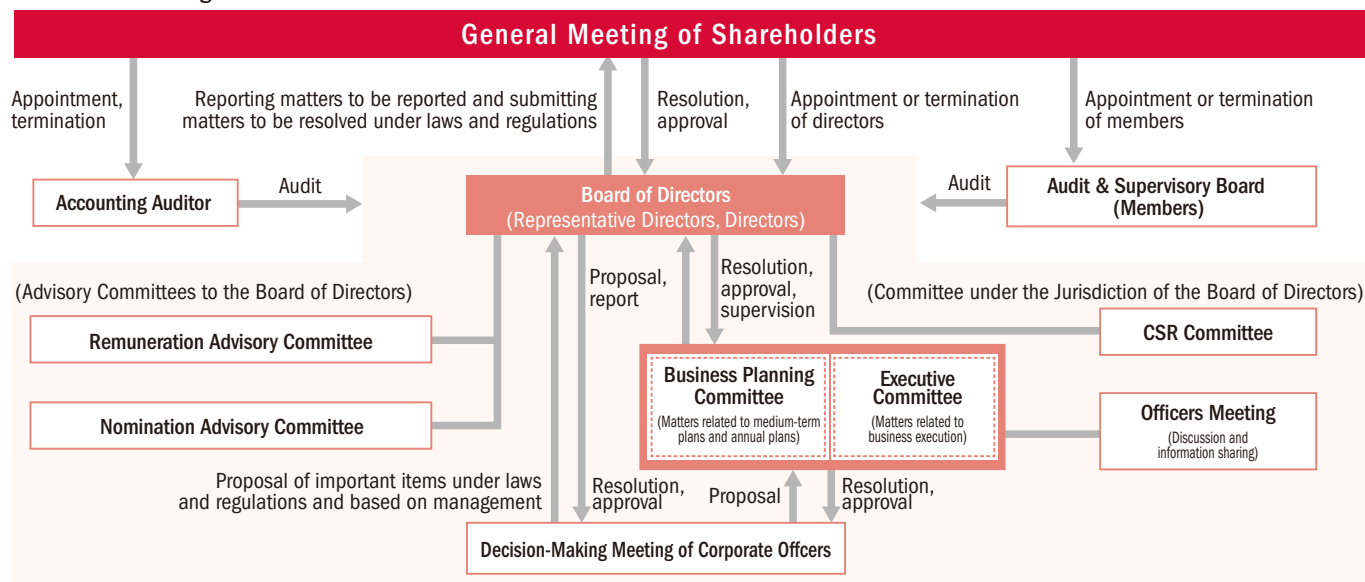 General Meeting of Shareholders
Appointment,
termination
Reporting matters to be reported and submitting
matters to be resolved under laws and regulations
Resolution,
approval
Appointment or termination
of directors
Appointment or termination
of members
Accounting Auditor
Audit
Board of Directors
(Representative Directors, Directors)
Audit
Audit & Supervisory Board
(Members)
(Advisory Committees to the Board of Directors)
Proposal,
report
Resolution,
approval,
supervision
(Committee under the Jurisdiction of the Board of Directors)
Remuneration Advisory Committee
CSR Committee
Nomination Advisory Committee
Business Planning
Committee
(Matters related to medium-term
plans and annual plans)
Executive
Committee
(Matters related to
business execution)
Officers Meeting
(Discussion and
information sharing)
Proposal of important items under laws
and regulations and based on management
Resolution,
approval
Proposal
Resolution,
approval
Decision-Making Meeting of Corporate Offcers